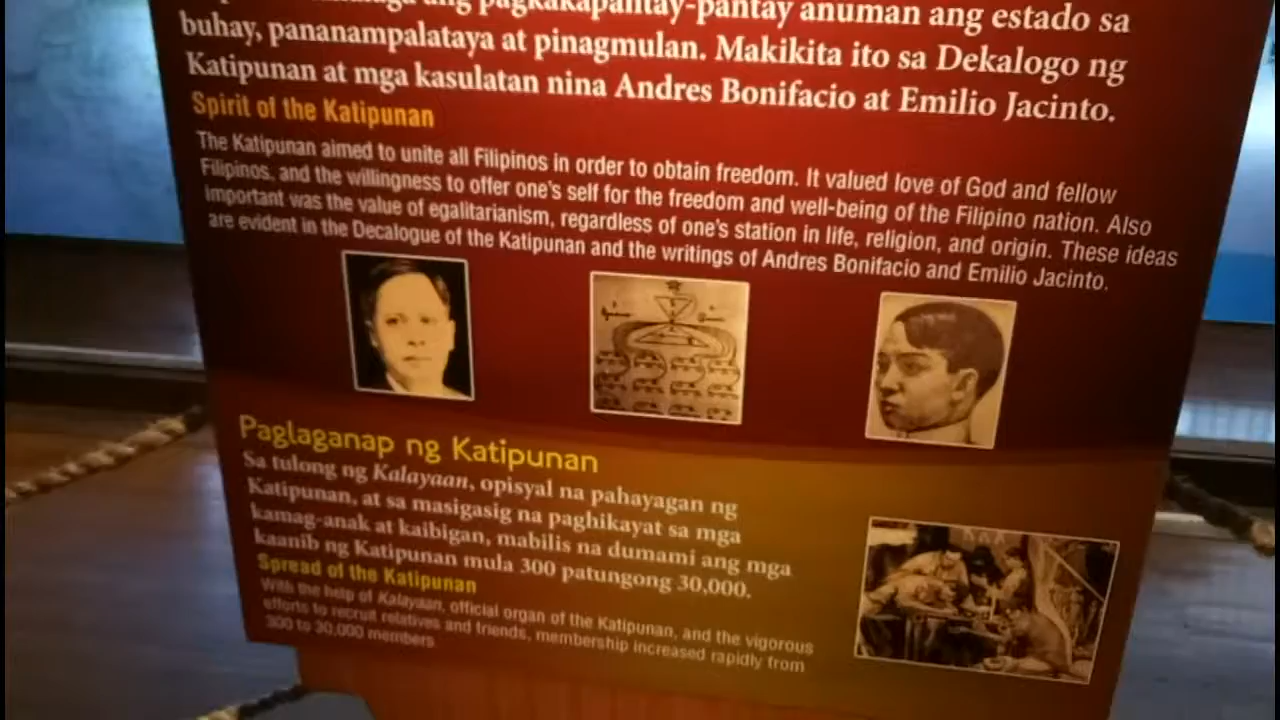 ang pagkakapantay-pantay anuman ang estado sa
buhay, pananampalataya at pinagmulan. Makikita ito sa Dekalogo ng
Katipunan at mga kasulatan nina Andres Bonifacio at Emilio Jacinto.
Spirit of the Katipunan
The Katipunan aimed to unite all Filipinos in order to obtain freedom. It valued love of God and fellow
Filipinos, and the willingness to offer one's self for the freedom and well-being of the Filipino nation. Also
important was the value of egalitarianism, regardless of one's station in life, religion, and origin. These ideas
are evident in the Decalogue of the Katipunan and the writings of Andres Bonifacio and Emilio Jacinto.
Paglaganap ng Katipunan
Sa tulong ng Kalayaan, opisyal na pahayagan ng
Katipunan, at sa masigasig na paghikayat sa mga
kamag-anak at kaibigan, mabilis na dumami ang mga
kaanib ng Katipunan mula 300 patungong 30,000.
Spread of the Katipunan
With the help of Kalayaan, official organ of the Katipunan, and the vigorous
efforts to recruit relatives and friends, membership increased rapidly from
300 to 30,000 members.